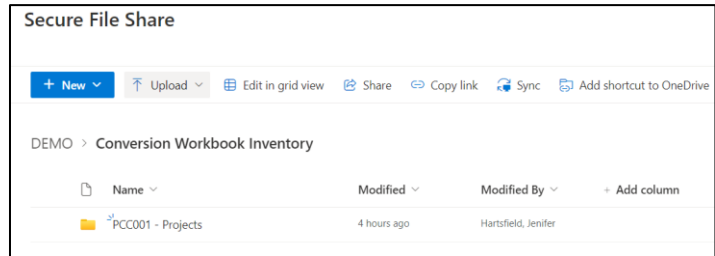 Secure File Share
+ New Upload Edit in grid view Share Copy link Sync Add shortcut to OneDrive
DEMO > Conversion Workbook Inventory
Name Modified Modified By + Add column
PCC001 - Projects 4 hours ago Hartsfield, Jenifer